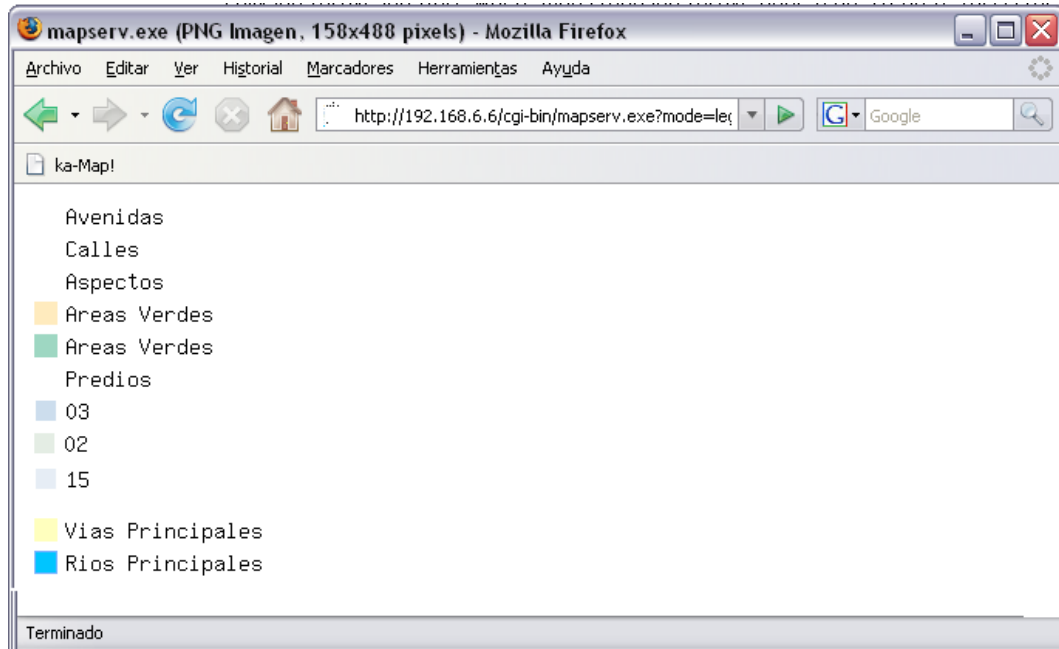 mapserv.exe (PNG Imagen, 158x488 pixels) - Mozilla Firefox
Archivo Editar Ver Historial Marcadores Herramientas Ayuda
http://192.168.6.6/cgi-bin/mapserv.exe?mode=leg
G Google
ka-Map!
Avenidas
Calles
Aspectos
Areas Verdes
Areas Verdes
Predios
03
02
15
Vias Principales
Rios Principales
Terminado